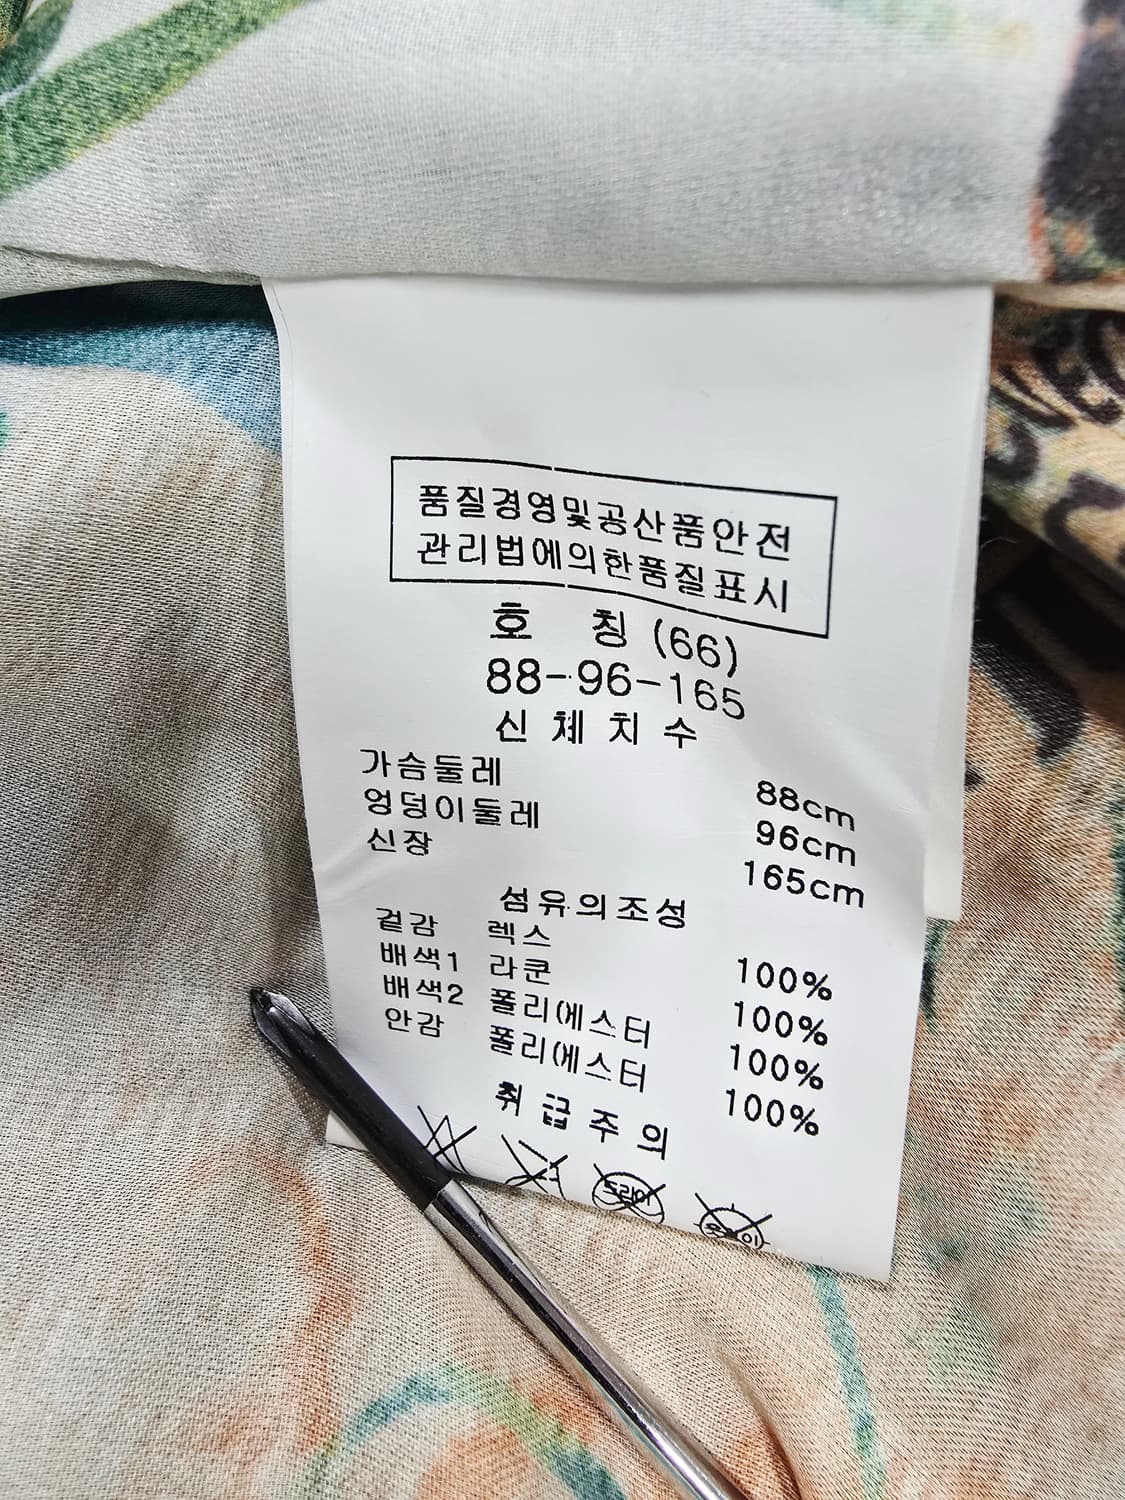 품질경영및공산품안전
관리법에의한품질표시
호 칭 (66)
88-96-165
신 체 치 수
가슴둘레 88cm
엉덩이둘레 96cm
신장 165cm
섬유의조성
겉감 렉스 100%
배색1 라쿤 100%
배색2 폴리에스터 100%
안감 폴리에스터 100%
취 급 주 의
드라이